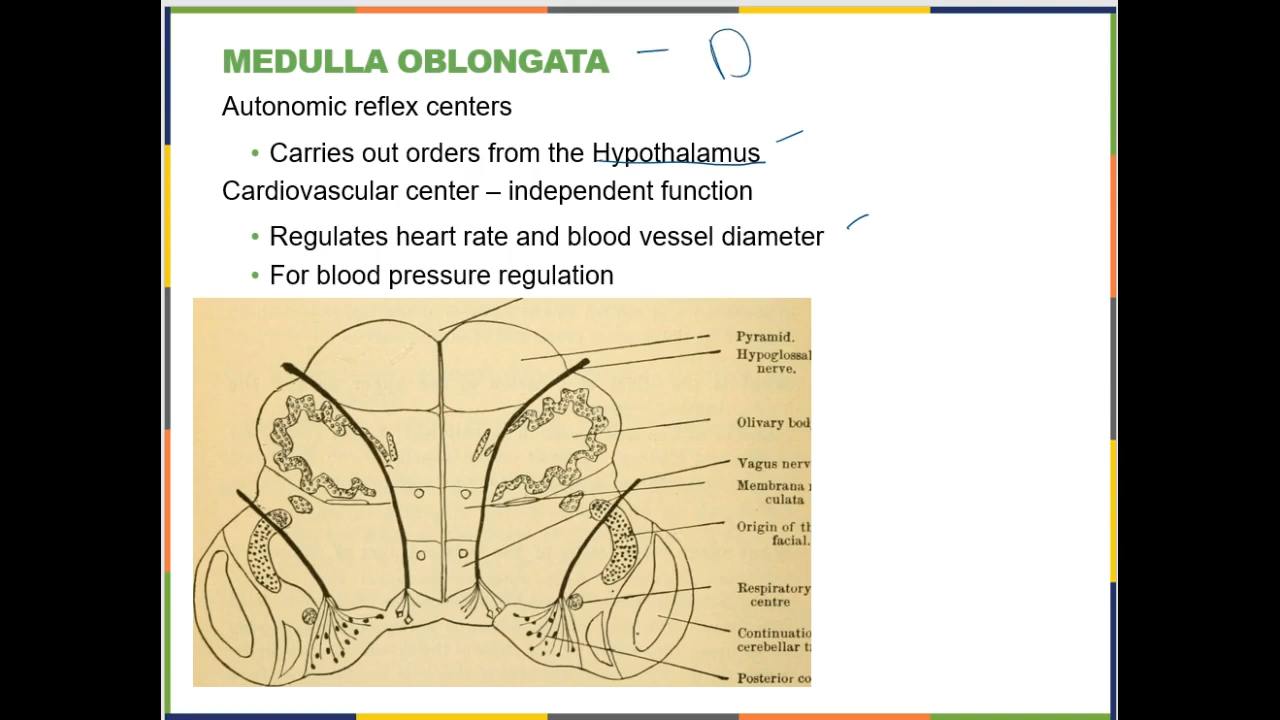 MEDULLA OBLONGATA - D
Autonomic reflex centers
• Carries out orders from the Hypothalamus
Cardiovascular center – independent function
• Regulates heart rate and blood vessel diameter
• For blood pressure regulation
Pyramid.
Hypoglossal
nerve.
Olivary bod
Vagus nerv
Membrana
culata
Origin of th
facial.
Respiratory
centre
Continuatio
cerebellar t
Posterior co